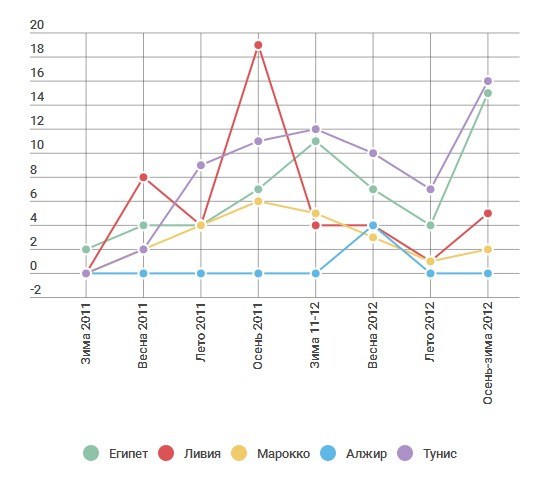 20
18
16
14
12
10
8
6
4
2
0
-2
Зима 2011
Весна 2011
Лето 2011
Осень 2011
Зима 11-12
Весна 2012
Лето 2012
Осень-зима 2012
Египет Ливия Марокко Алжир Тунис